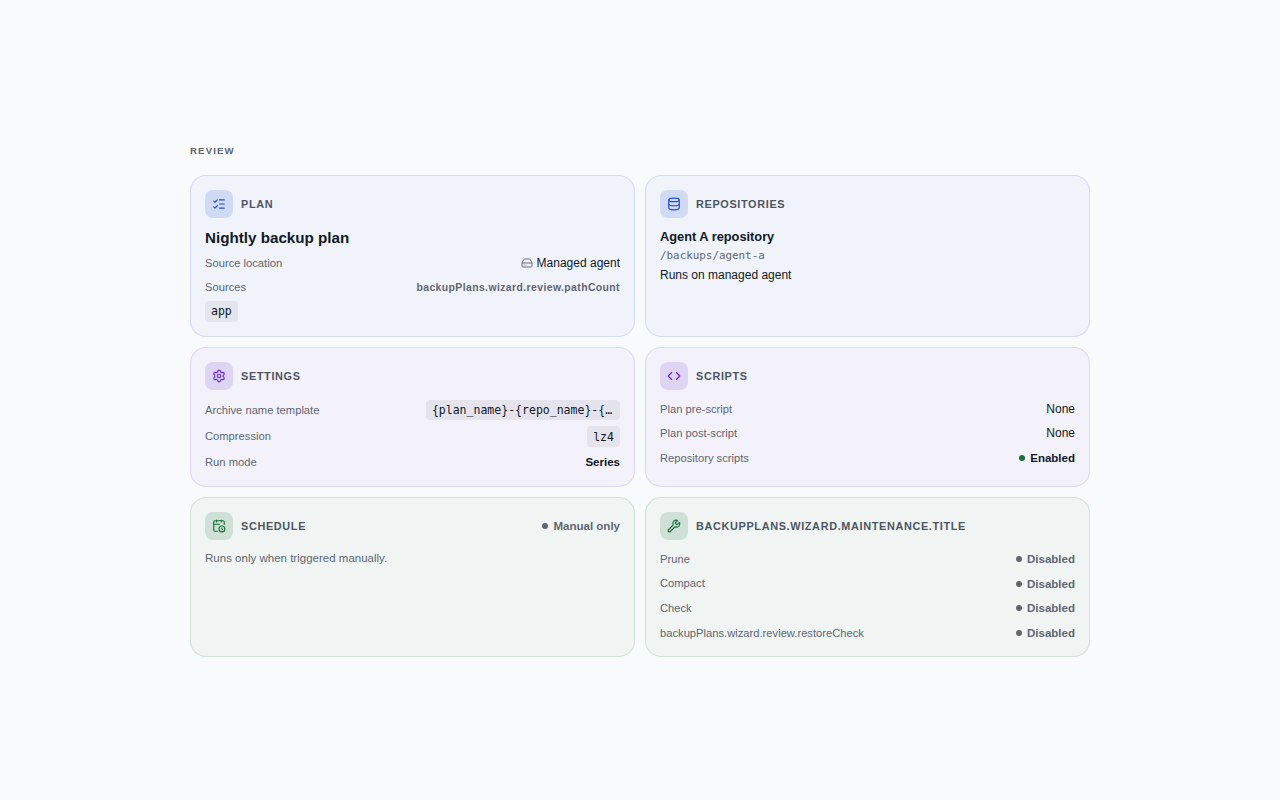 REVIEW
PLAN
Nightly backup plan
Source location Managed agent
Sources backupPlans.wizard.review.pathCount
app
REPOSITORIES
Agent A repository
/backups/agent-a
Runs on managed agent
SETTINGS
Archive name template {plan_name}-{repo_name}-{…
Compression lz4
Run mode Series
SCRIPTS
Plan pre-script None
Plan post-script None
Repository scripts Enabled
SCHEDULE Manual only
Runs only when triggered manually.
BACKUPPLANS.WIZARD.MAINTENANCE.TITLE
Prune Disabled
Compact Disabled
Check Disabled
backupPlans.wizard.review.restoreCheck Disabled